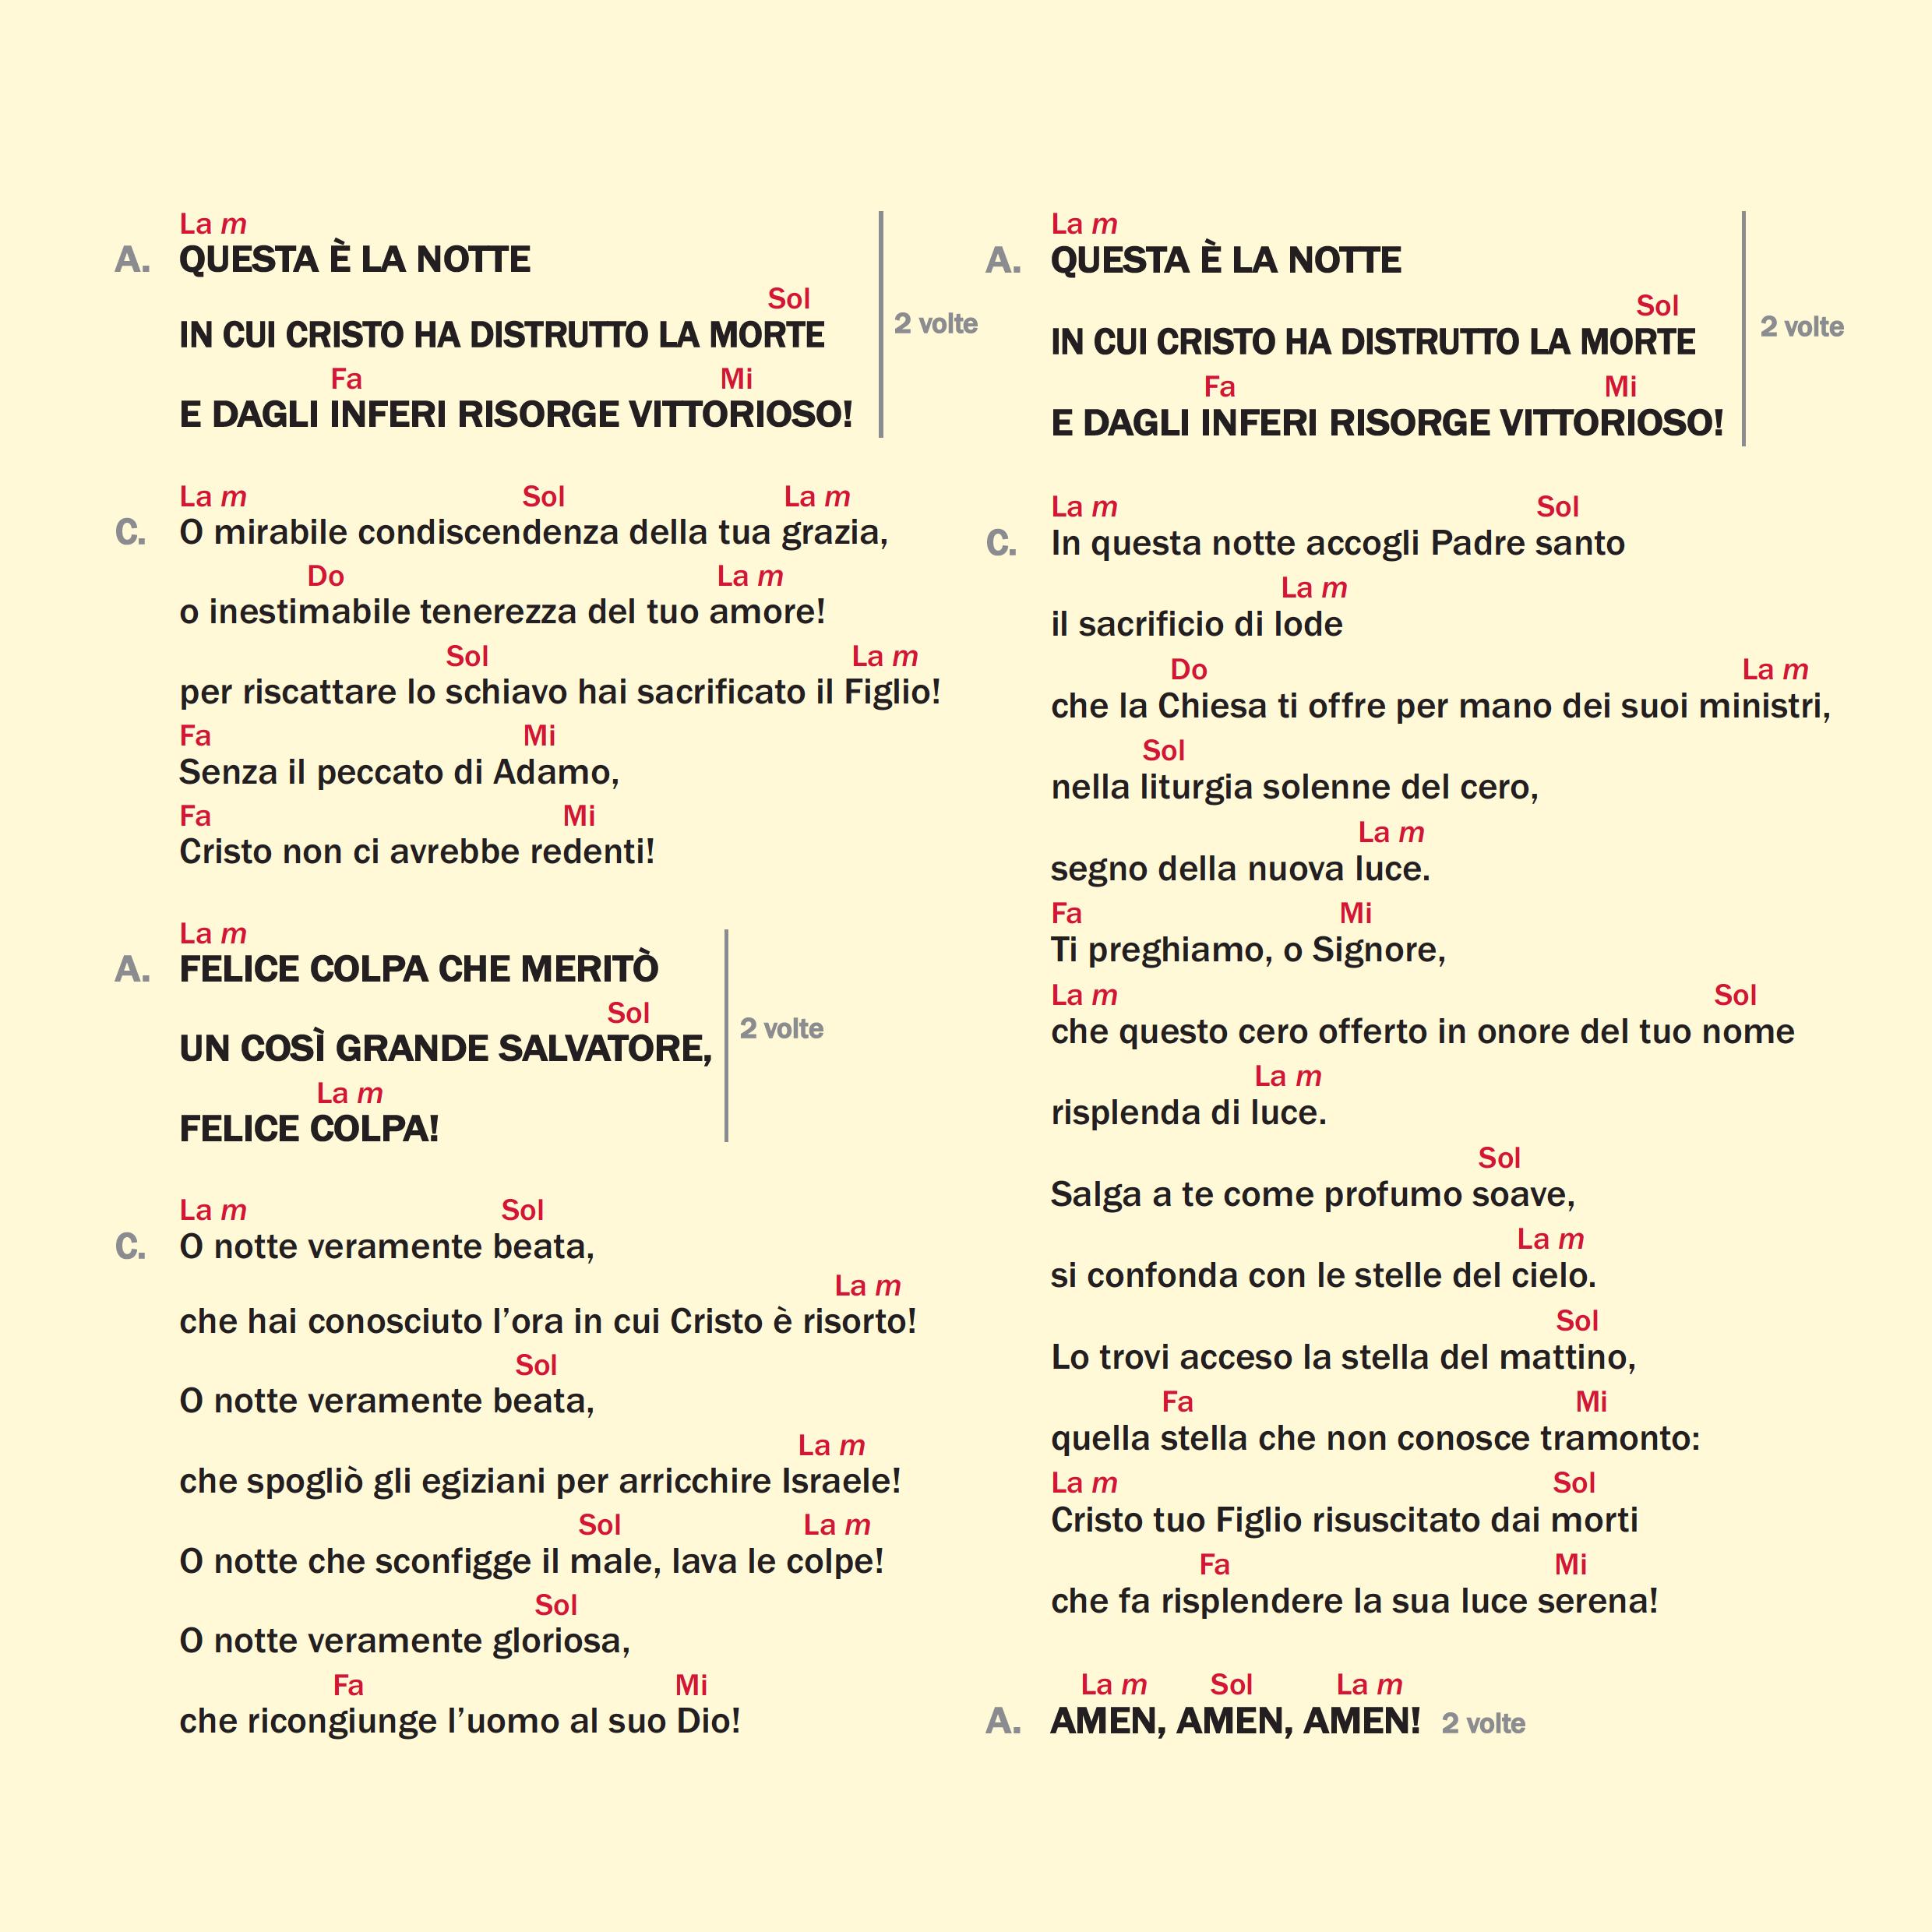 La m
A. QUESTA È LA NOTTE
Sol
IN CUI CRISTO HA DISTRUTTO LA MORTE
2 volte
Fa Mi
E DAGLI INFERI RISORGE VITTORIOSO!
La m Sol La m
C. O mirabile condiscendenza della tua grazia,
Do La m
o inestimabile tenerezza del tuo amore!
Sol La m
per riscattare lo schiavo hai sacrificato il Figlio!
Fa Mi
Senza il peccato di Adamo,
Fa Mi
Cristo non ci avrebbe redenti!
La m
A. FELICE COLPA CHE MERITÒ
Sol
UN COSÌ GRANDE SALVATORE,
2 volte
La m
FELICE COLPA!
La m Sol
C. O notte veramente beata,
La m
che hai conosciuto l’ora in cui Cristo è risorto!
Sol
O notte veramente beata,
La m
che spogliò gli egiziani per arricchire Israele!
Sol La m
O notte che sconfigge il male, lava le colpe!
Sol
O notte veramente gloriosa,
Fa Mi
che ricongiunge l’uomo al suo Dio!
La m
A. QUESTA È LA NOTTE
Sol
IN CUI CRISTO HA DISTRUTTO LA MORTE
2 volte
Fa Mi
E DAGLI INFERI RISORGE VITTORIOSO!
La m Sol
C. In questa notte accogli Padre santo
La m
il sacrificio di lode
Do La m
che la Chiesa ti offre per mano dei suoi ministri,
Sol
nella liturgia solenne del cero,
La m
segno della nuova luce.
Fa Mi
Ti preghiamo, o Signore,
La m Sol
che questo cero offerto in onore del tuo nome
La m
risplenda di luce.
Sol
Salga a te come profumo soave,
La m
si confonda con le stelle del cielo.
Sol
Lo trovi acceso la stella del mattino,
Fa Mi
quella stella che non conosce tramonto:
La m Sol
Cristo tuo Figlio risuscitato dai morti
Fa Mi
che fa risplendere la sua luce serena!
La m Sol La m
A. AMEN, AMEN, AMEN! 2 volte